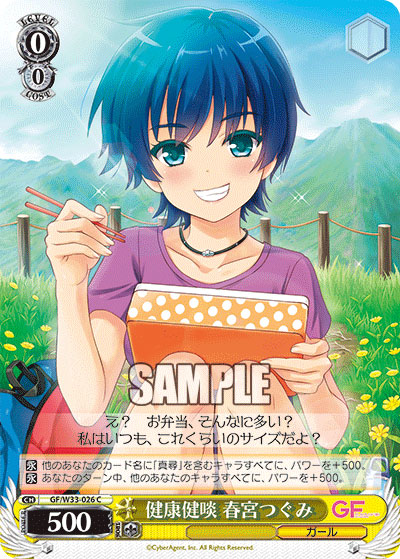 LEVEL
0
0
COST
SAMPLE
え? お弁当、そんなに多い?
私はいつも、これくらいのサイズだよ?
永 他のあなたのカード名に「真尋」を含むキャラすべてに、パワーを+500。
永 あなたのターン中、他のあなたのキャラすべてに、パワーを+500。
CH GF/W33-026 C
500
健康健啖 春宮つぐみ
GF
ガール
©CyberAgent, Inc. All Rights Reserved.